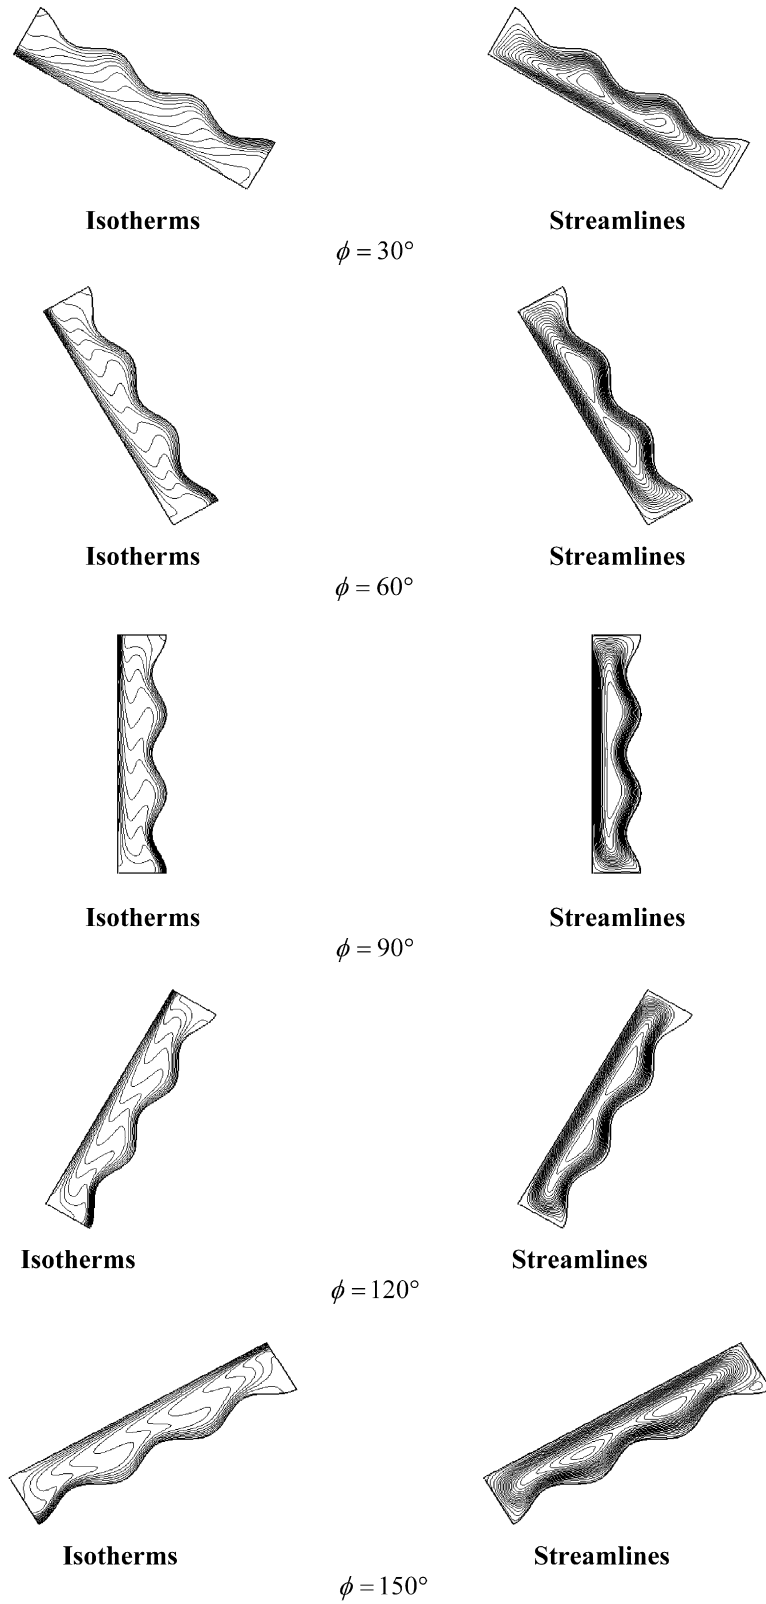 Isotherms Streamlines
ϕ = 30°
Isotherms Streamlines
ϕ = 60°
Isotherms Streamlines
ϕ = 90°
Isotherms Streamlines
ϕ = 120°
Isotherms Streamlines
ϕ = 150°